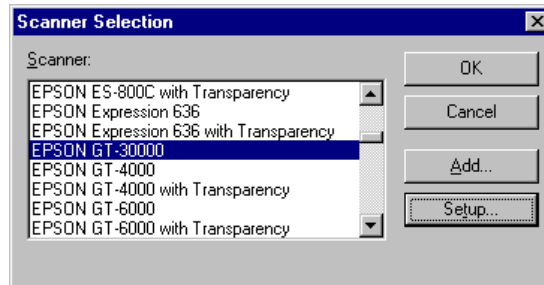 Scanner Selection
Scanner:
EPSON ES-800C with Transparency
EPSON Expression 636
EPSON Expression 636 with Transparency
EPSON GT-30000
EPSON GT-4000
EPSON GT-4000 with Transparency
EPSON GT-6000
EPSON GT-6000 with Transparency
OK
Cancel
Add...
Setup...